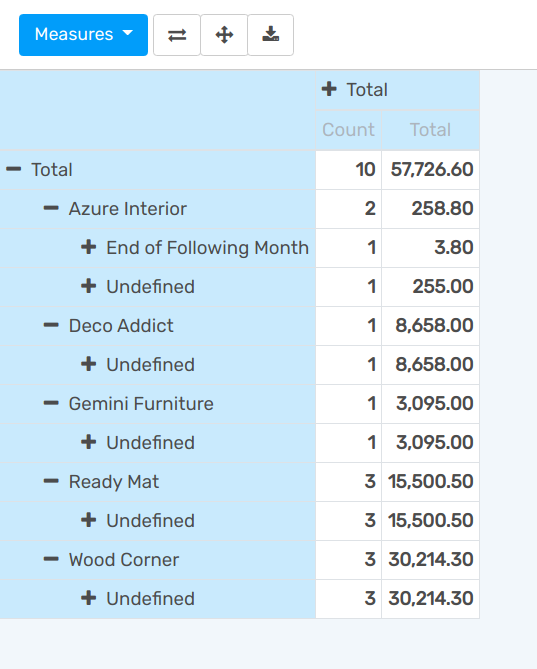 Measures
Total
Count Total
Total 10 57,726.60
Azure Interior 2 258.80
End of Following Month 1 3.80
Undefined 1 255.00
Deco Addict 1 8,658.00
Undefined 1 8,658.00
Gemini Furniture 1 3,095.00
Undefined 1 3,095.00
Ready Mat 3 15,500.50
Undefined 3 15,500.50
Wood Corner 3 30,214.30
Undefined 3 30,214.30